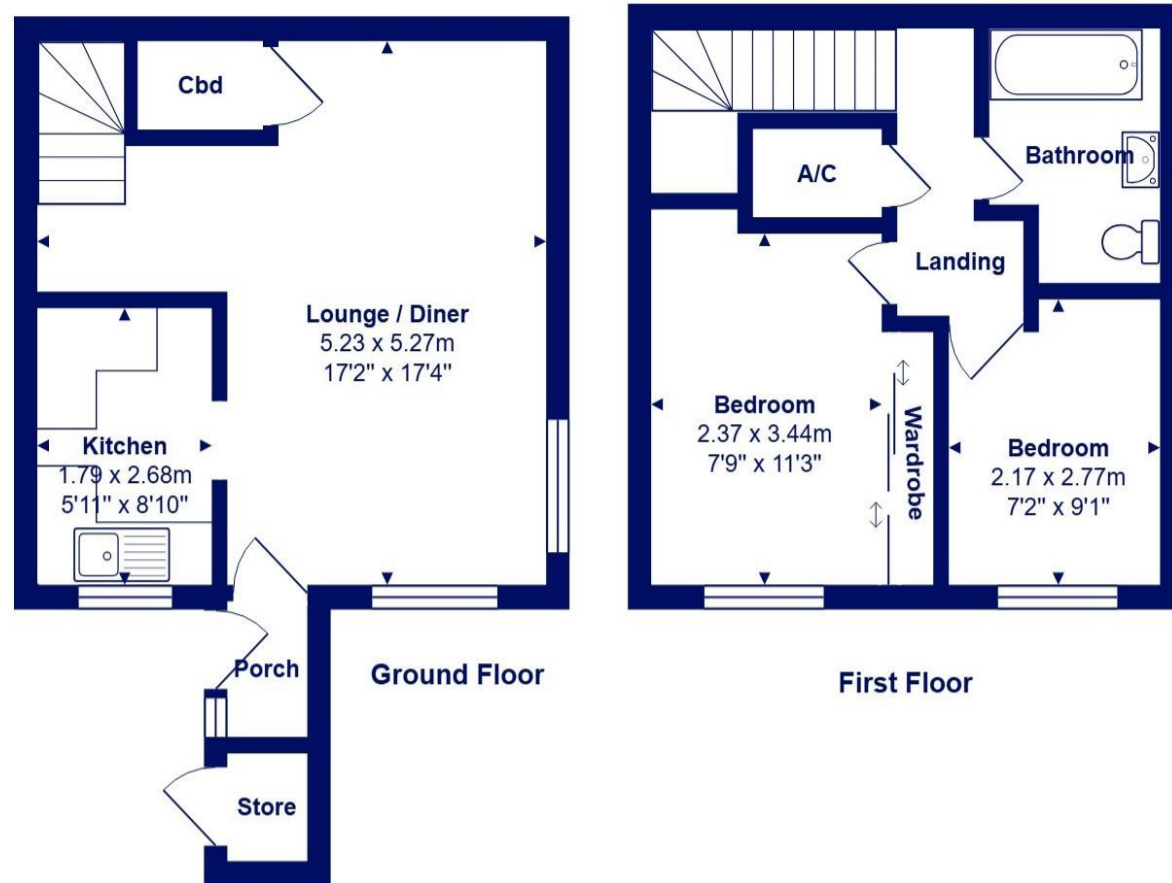 Cbd
Lounge / Diner
5.23 x 5.27m
17'2" x 17'4"
Kitchen
1.79 x 2.68m
5'11" x 8'10"
Porch
Store
Ground Floor
A/C
Bathroom
Landing
Bedroom
2.37 x 3.44m
7'9" x 11'3"
Wardrobe
Bedroom
2.17 x 2.77m
7'2" x 9'1"
First Floor